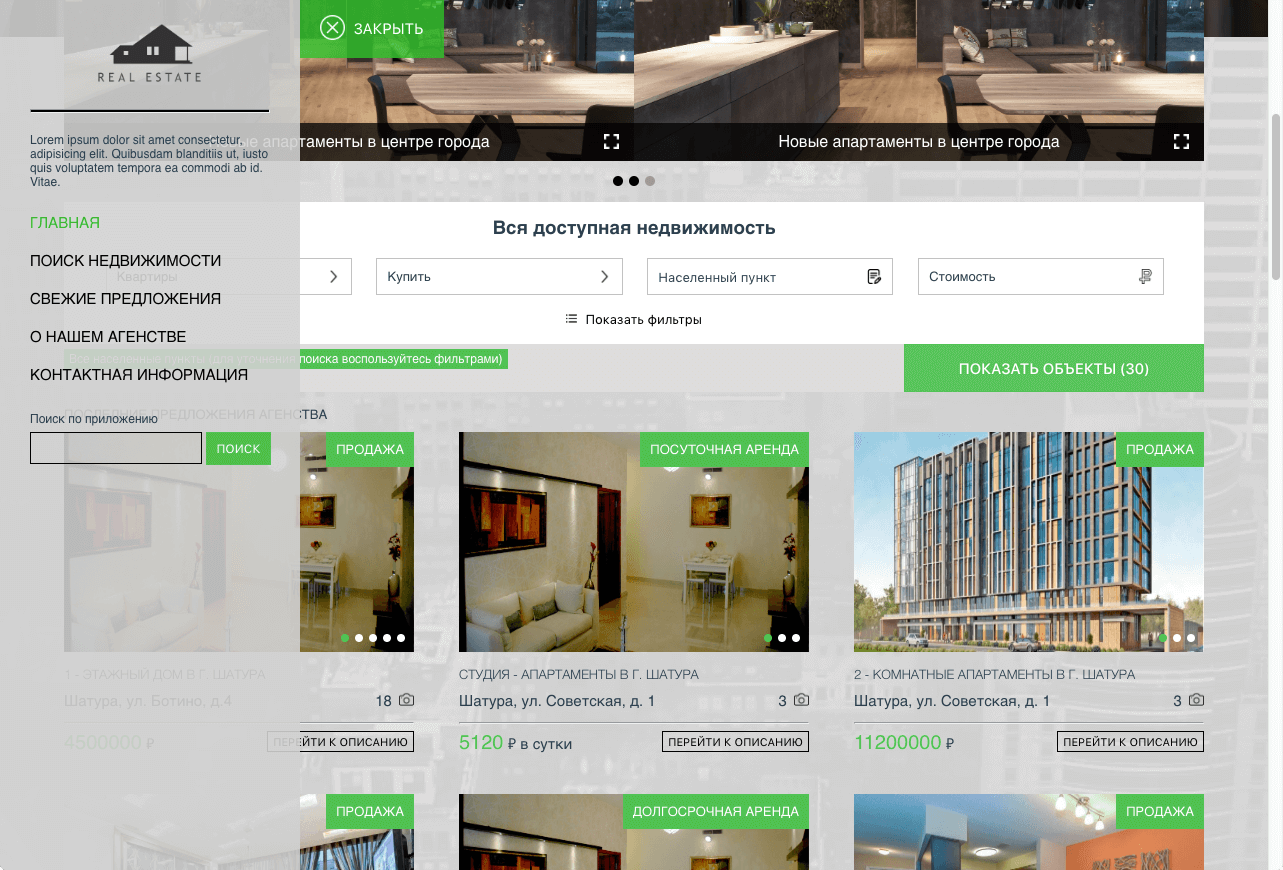 REAL ESTATE
ЗАКРЫТЬ
Новые апартаменты в центре города
Новые апартаменты в центре города
Lorem ipsum dolor sit amet consectetur,
adipisicing elit. Quibusdam blanditiis ut, iusto
quis voluptatem tempora ea commodi ab id.
Vitae.
ГЛАВНАЯ
ПОИСК НЕДВИЖИМОСТИ
СВЕЖИЕ ПРЕДЛОЖЕНИЯ
О НАШЕМ АГЕНСТВЕ
КОНТАКТНАЯ ИНФОРМАЦИЯ
Поиск по приложению
ПОИСК
Вся доступная недвижимость
Квартиры
Купить
Населенный пункт
Стоимость
Показать фильтры
Все населенные пункты (для уточнения поиска воспользуйтесь фильтрами)
ПОКАЗАТЬ ОБЪЕКТЫ (30)
ПОСЛЕДНИЕ ПРЕДЛОЖЕНИЯ АГЕНСТВА
ПРОДАЖА
1 - ЭТАЖНЫЙ ДОМ В Г. ШАТУРА
Шатура, ул. Ботино, д.4
18
4500000 ₽
ПЕРЕЙТИ К ОПИСАНИЮ
ПОСУТОЧНАЯ АРЕНДА
СТУДИЯ - АПАРТАМЕНТЫ В Г. ШАТУРА
Шатура, ул. Советская, д. 1
3
5120 ₽ в сутки
ПЕРЕЙТИ К ОПИСАНИЮ
ПРОДАЖА
2 - КОМНАТНЫЕ АПАРТАМЕНТЫ В Г. ШАТУРА
Шатура, ул. Советская, д. 1
3
11200000 ₽
ПЕРЕЙТИ К ОПИСАНИЮ
ПРОДАЖА
ДОЛГОСРОЧНАЯ АРЕНДА
ПРОДАЖА